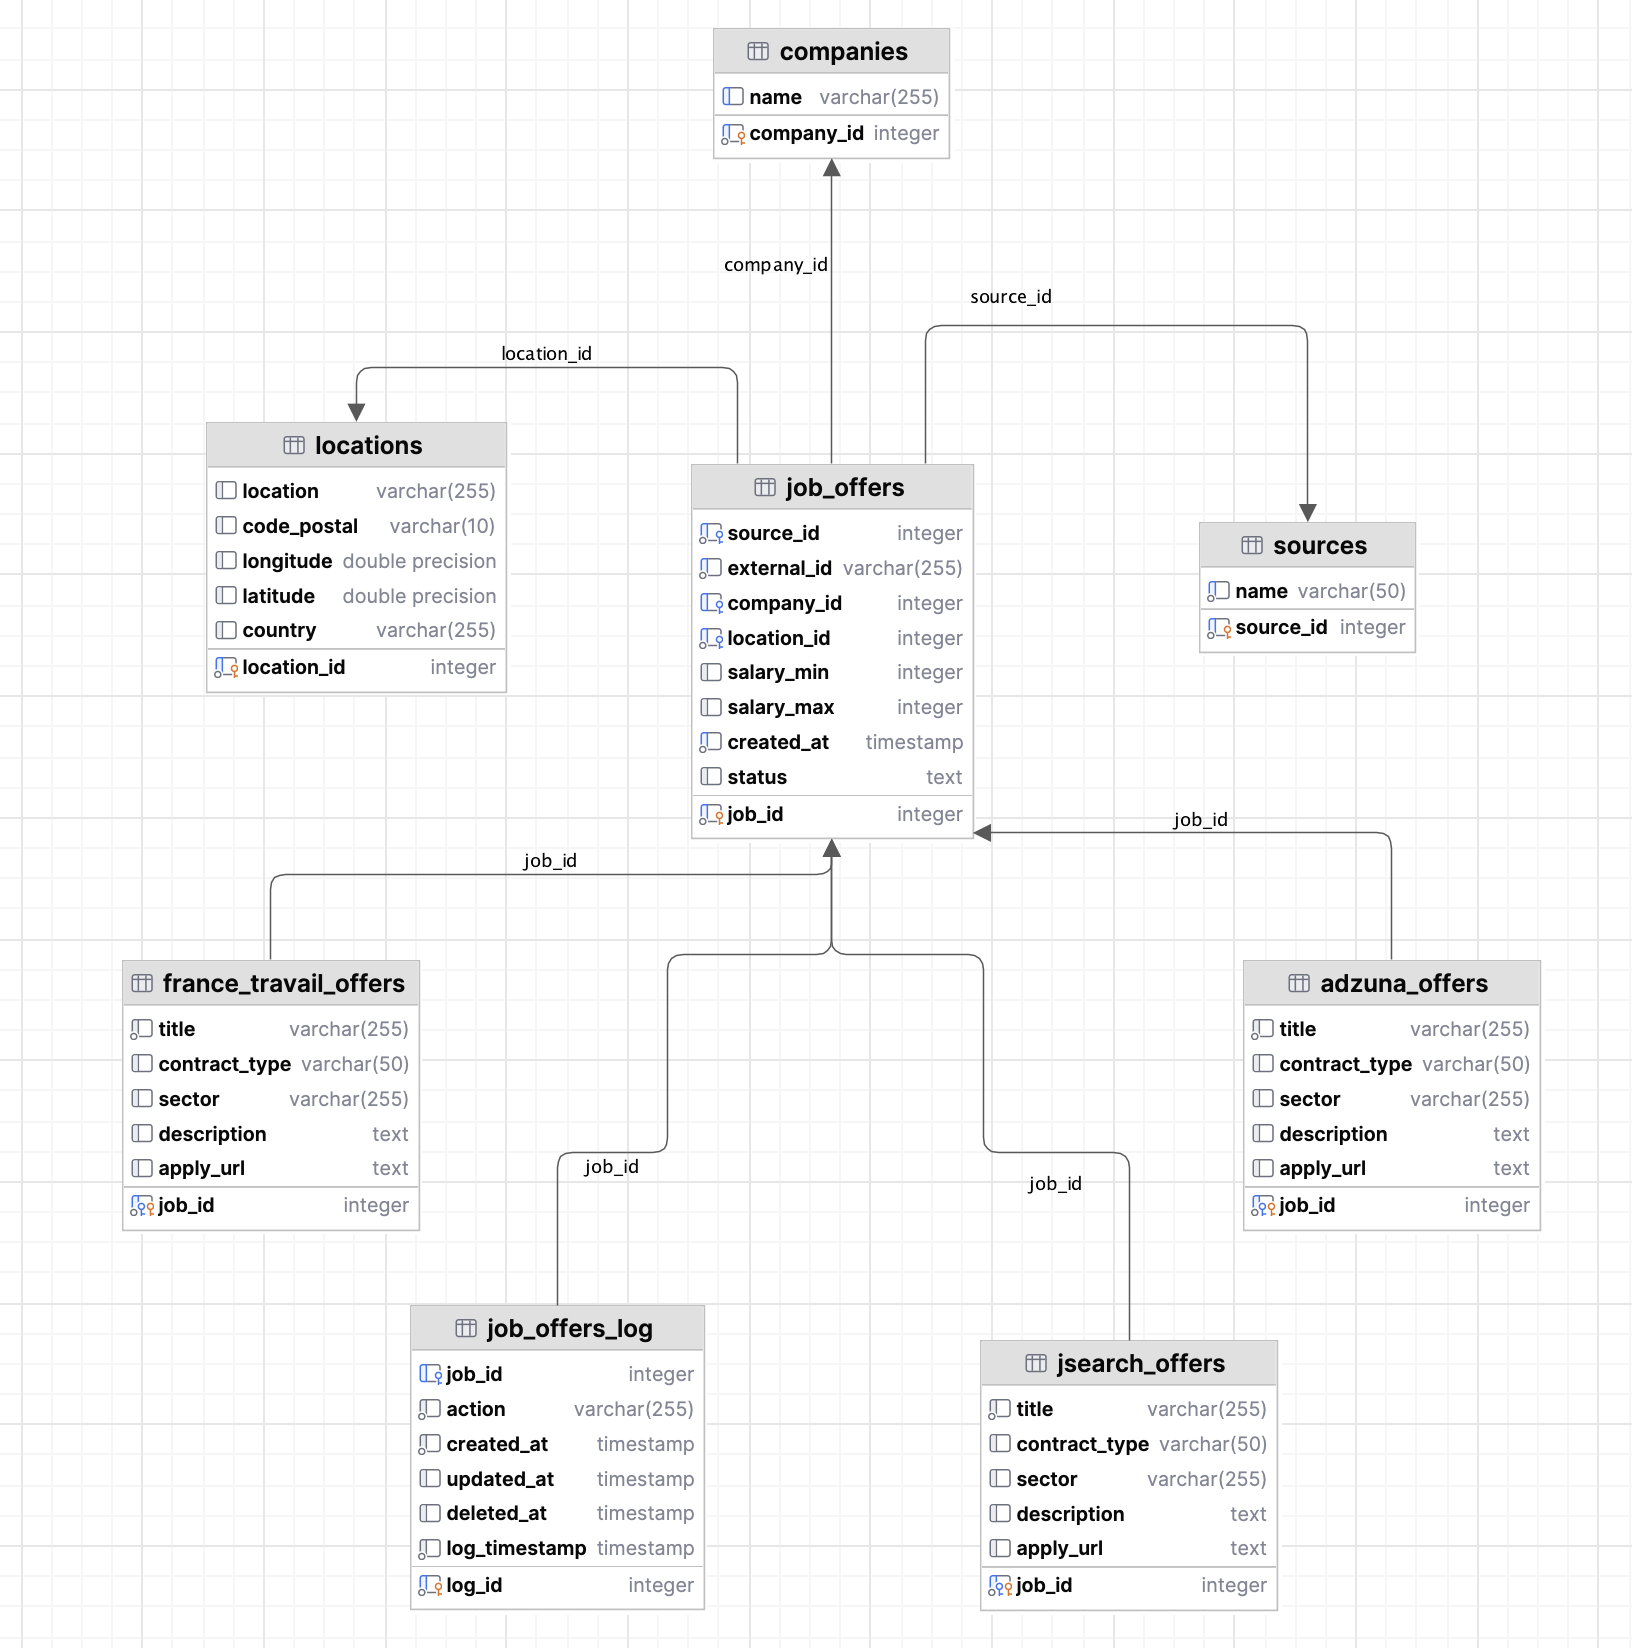 companies
name varchar(255)
company_id integer
company_id
source_id
location_id
locations
location varchar(255)
code_postal varchar(10)
longitude double precision
latitude double precision
country varchar(255)
location_id integer
job_offers
source_id integer
external_id varchar(255)
company_id integer
location_id integer
salary_min integer
salary_max integer
created_at timestamp
status text
job_id integer
sources
name varchar(50)
source_id integer
job_id
job_id
france_travail_offers
title varchar(255)
contract_type varchar(50)
sector varchar(255)
description text
apply_url text
job_id integer
adzuna_offers
title varchar(255)
contract_type varchar(50)
sector varchar(255)
description text
apply_url text
job_id integer
job_id
job_id
job_offers_log
job_id integer
action varchar(255)
created_at timestamp
updated_at timestamp
deleted_at timestamp
log_timestamp timestamp
log_id integer
jsearch_offers
title varchar(255)
contract_type varchar(50)
sector varchar(255)
description text
apply_url text
job_id integer